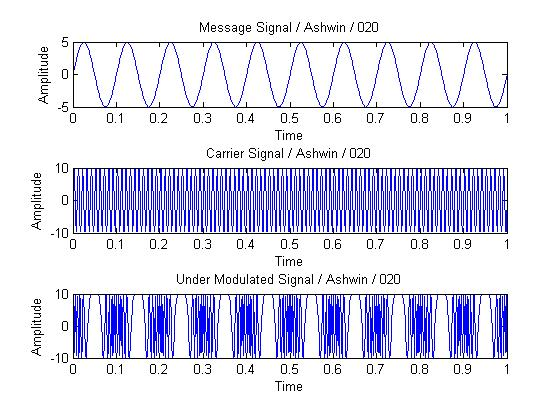 Message Signal / Ashwin / 020
5
0
-5
Amplitude
0 0.1 0.2 0.3 0.4 0.5 0.6 0.7 0.8 0.9 1
Time
Carrier Signal / Ashwin / 020
10
0
-10
Amplitude
0 0.1 0.2 0.3 0.4 0.5 0.6 0.7 0.8 0.9 1
Time
Under Modulated Signal / Ashwin / 020
10
0
-10
Amplitude
0 0.1 0.2 0.3 0.4 0.5 0.6 0.7 0.8 0.9 1
Time